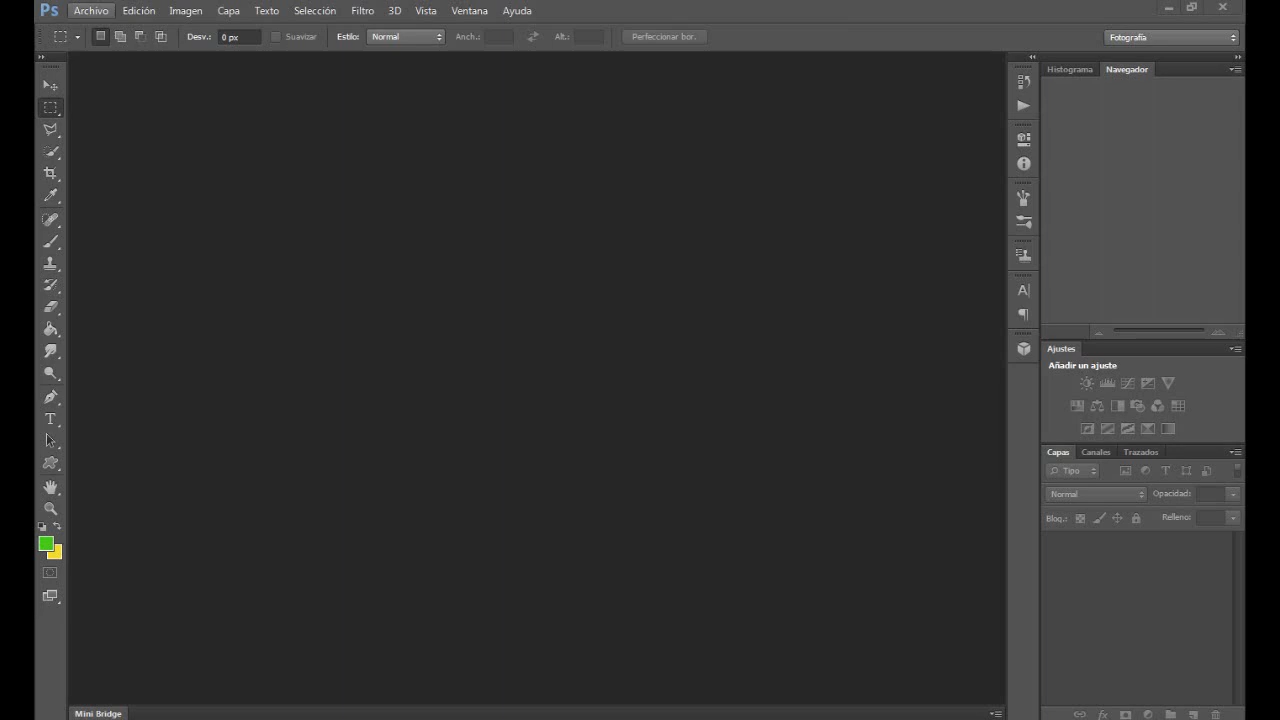 Ps Archivo Edición Imagen Capa Texto Selección Filtro 3D Vista Ventana Ayuda
Desv.: 0 px Suavizar Estilo: Normal Anch.: Alt.: Perfeccionar bor. Fotografía
Histograma Navegador
Ajustes
Añadir un ajuste
Capas Canales Trazados
Tipo
Normal Opacidad:
Bloq.: Relleno:
Mini Bridge